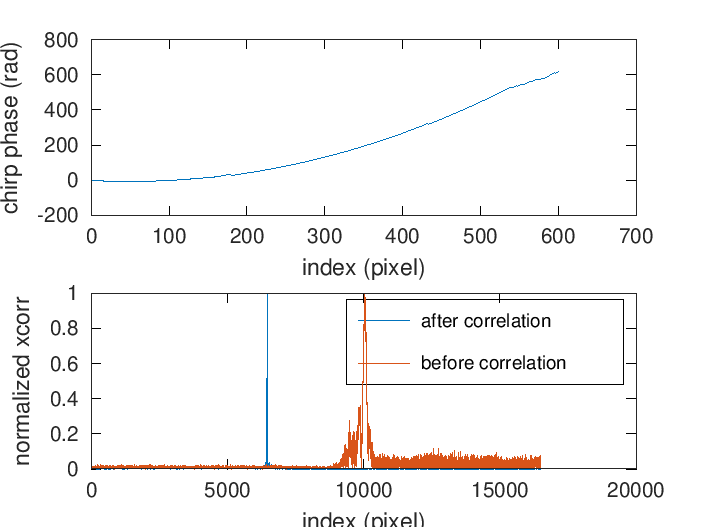 800
600
400
200
0
-200
chirp phase (rad)
0 100 200 300 400 500 600 700
index (pixel)
1
0.8
0.6
0.4
0.2
0
normalized xcorr
after correlation
before correlation
0 5000 10000 15000 20000
index (pixel)